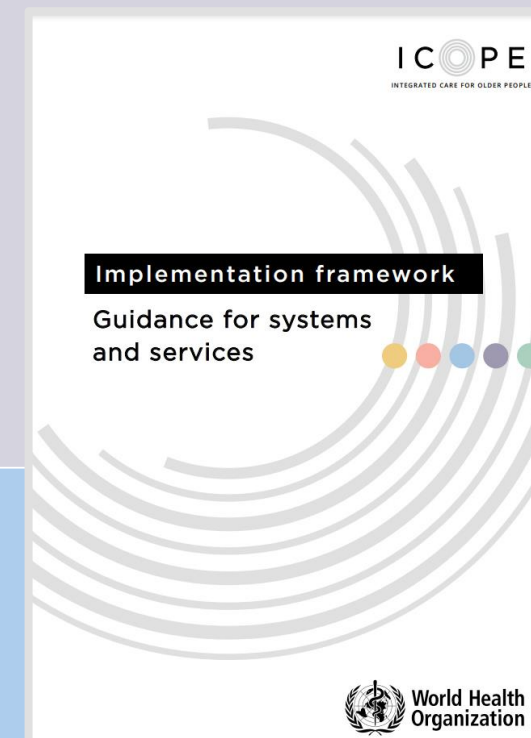 ICOPE
INTEGRATED CARE FOR OLDER PEOPLE
Implementation framework
Guidance for systems
and services
World Health
Organization